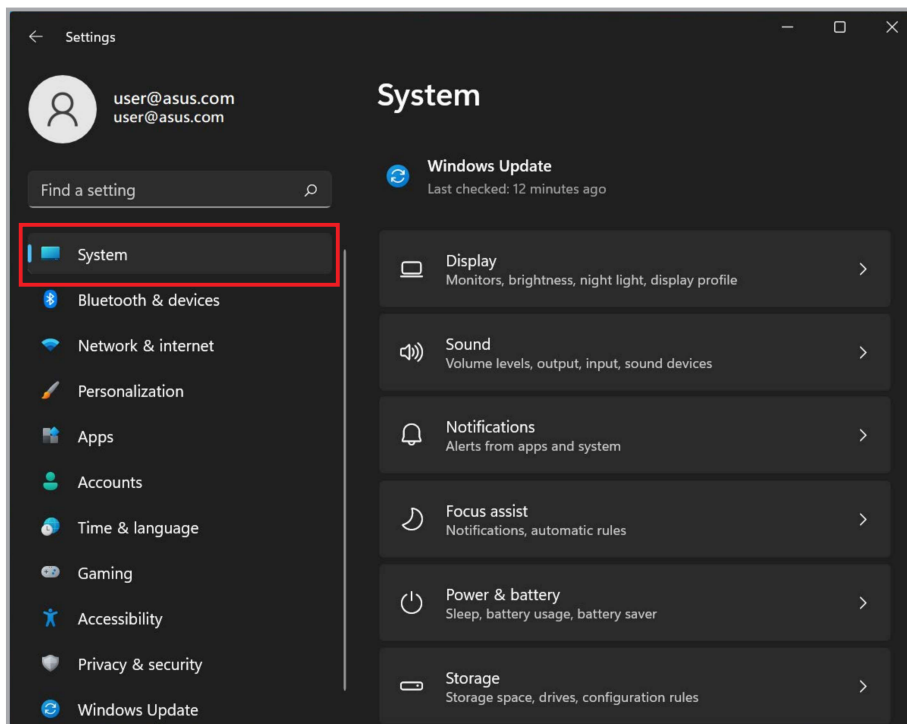 Settings
user@asus.com
user@asus.com
Find a setting
System
Bluetooth & devices
Network & internet
Personalization
Apps
Accounts
Time & language
Gaming
Accessibility
Privacy & security
Windows Update
System
Windows Update
Last checked: 12 minutes ago
Display
Monitors, brightness, night light, display profile
Sound
Volume levels, output, input, sound devices
Notifications
Alerts from apps and system
Focus assist
Notifications, automatic rules
Power & battery
Sleep, battery usage, battery saver
Storage
Storage space, drives, configuration rules